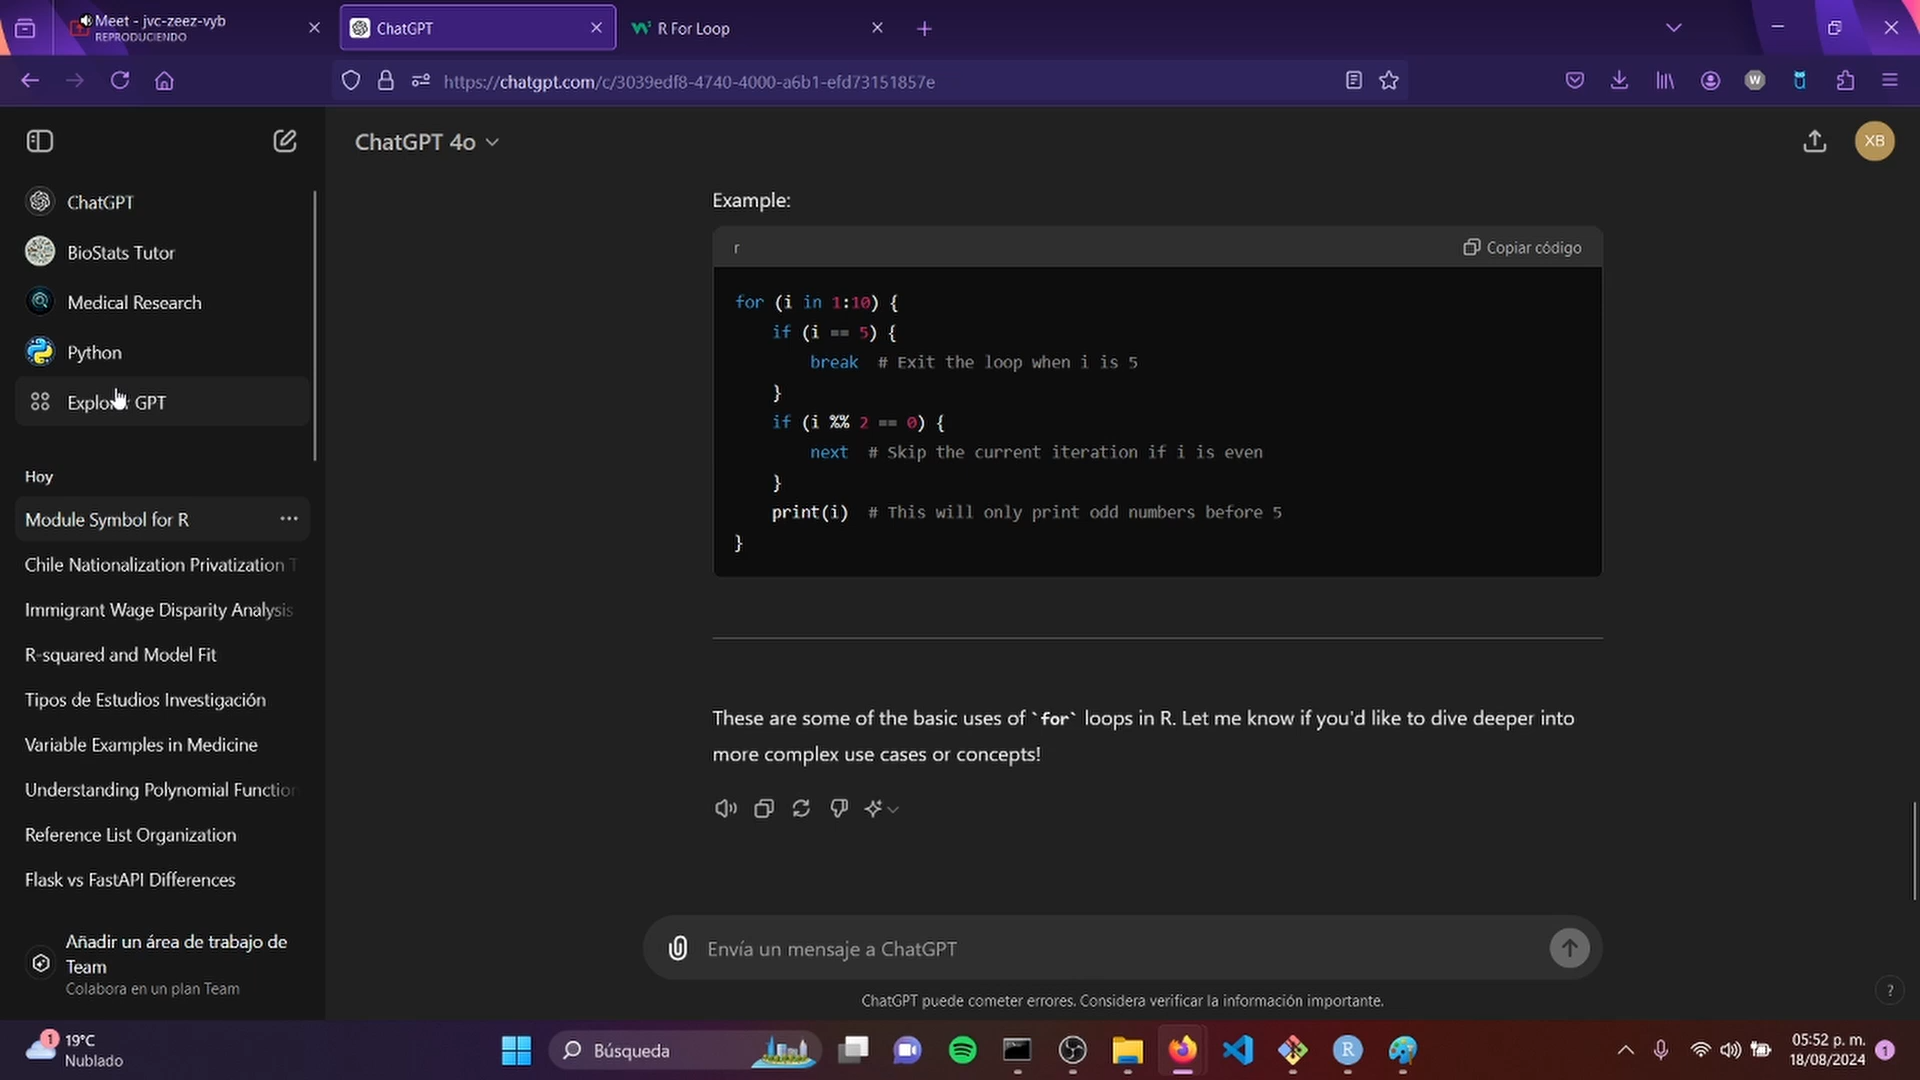 Meet - jvc-zeez-vyb
REPRODUCIENDO
ChatGPT
R For Loop
https://chatgpt.com/c/3039edf8-4740-4000-a6b1-efd73151857e
ChatGPT 4o
XB
ChatGPT
BioStats Tutor
Medical Research
Python
GPT
Hoy
Module Symbol for R
Chile Nationalization Privatization T
Immigrant Wage Disparity Analysis
R-squared and Model Fit
Tipos de Estudios Investigación
Variable Examples in Medicine
Understanding Polynomial Function
Reference List Organization
Flask vs FastAPI Differences
Añadir un área de trabajo de
Team
Colabora en un plan Team
Example:
r
Copiar código
for (i in 1:10) {
if (i == 5) {
break # Exit the loop when i is 5
}
if (i %% 2 == 0) {
next # Skip the current iteration if i is even
}
print(i) # This will only print odd numbers before 5
}
These are some of the basic uses of `for` loops in R. Let me know if you'd like to dive deeper into
more complex use cases or concepts!
Envía un mensaje a ChatGPT
ChatGPT puede cometer errores. Considera verificar la información importante.
?
1
19°C
Nublado
Búsqueda
05:52 p. m.
18/08/2024
1